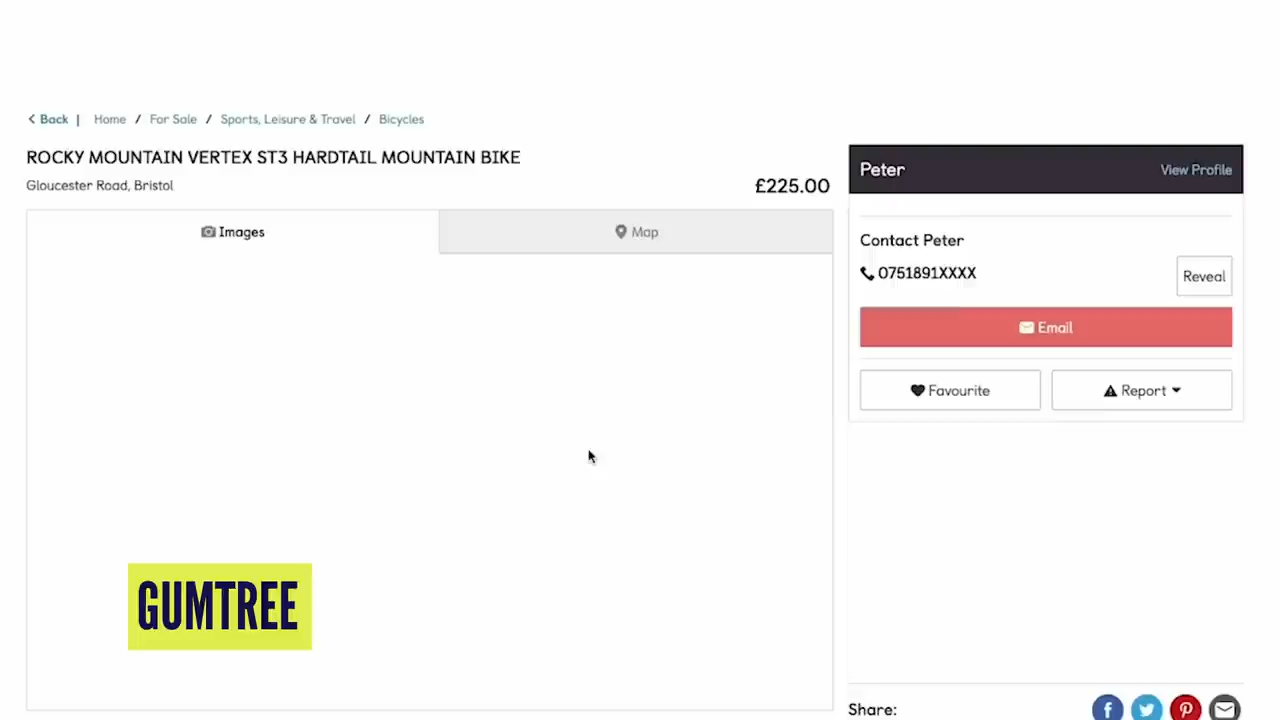 Back | Home / For Sale / Sports, Leisure & Travel / Bicycles
ROCKY MOUNTAIN VERTEX ST3 HARDTAIL MOUNTAIN BIKE
Gloucester Road, Bristol
£225.00
Images
Map
GUMTREE
Peter
View Profile
Contact Peter
0751891XXXX
Reveal
Email
Favourite
Report
Share: